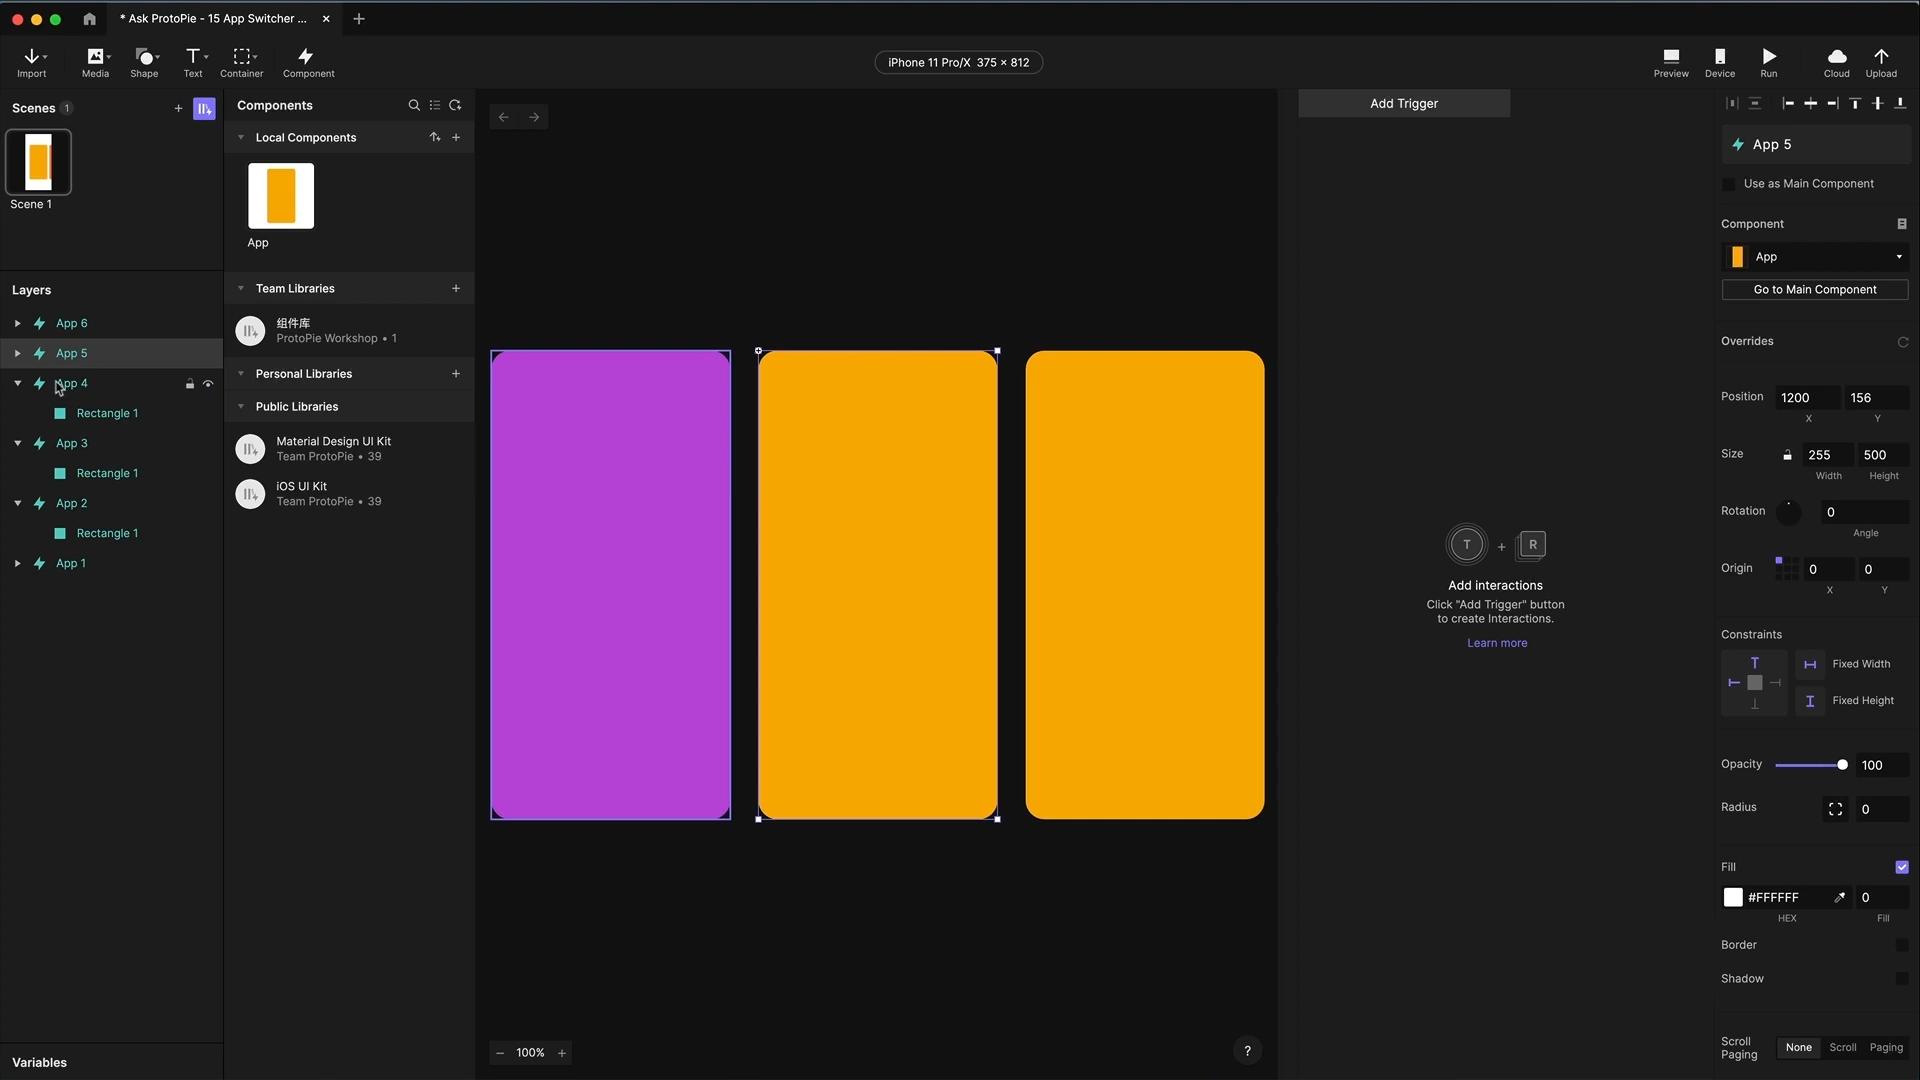 * Ask ProtoPie - 15 App Switcher ...
Import
Media
Shape
Text
Container
Component
iPhone 11 Pro/X 375 × 812
Preview
Device
Run
Cloud
Upload
Scenes 1
Scene 1
Layers
App 6
App 5
App 4
Rectangle 1
App 3
Rectangle 1
App 2
Rectangle 1
App 1
Variables
Components
Local Components
App
Team Libraries
组件库
ProtoPie Workshop • 1
Personal Libraries
Public Libraries
Material Design UI Kit
Team ProtoPie • 39
iOS UI Kit
Team ProtoPie • 39
100%
?
Add Trigger
T + R
Add interactions
Click "Add Trigger" button
to create Interactions.
Learn more
App 5
Use as Main Component
Component
App
Go to Main Component
Overrides
Position 1200 156
X Y
Size 255 500
Width Height
Rotation 0
Angle
Origin 0 0
X Y
Constraints
Fixed Width
Fixed Height
Opacity 100
Radius 0
Fill
#FFFFFF 0
HEX Fill
Border
Shadow
Scroll
Paging
None Scroll Paging